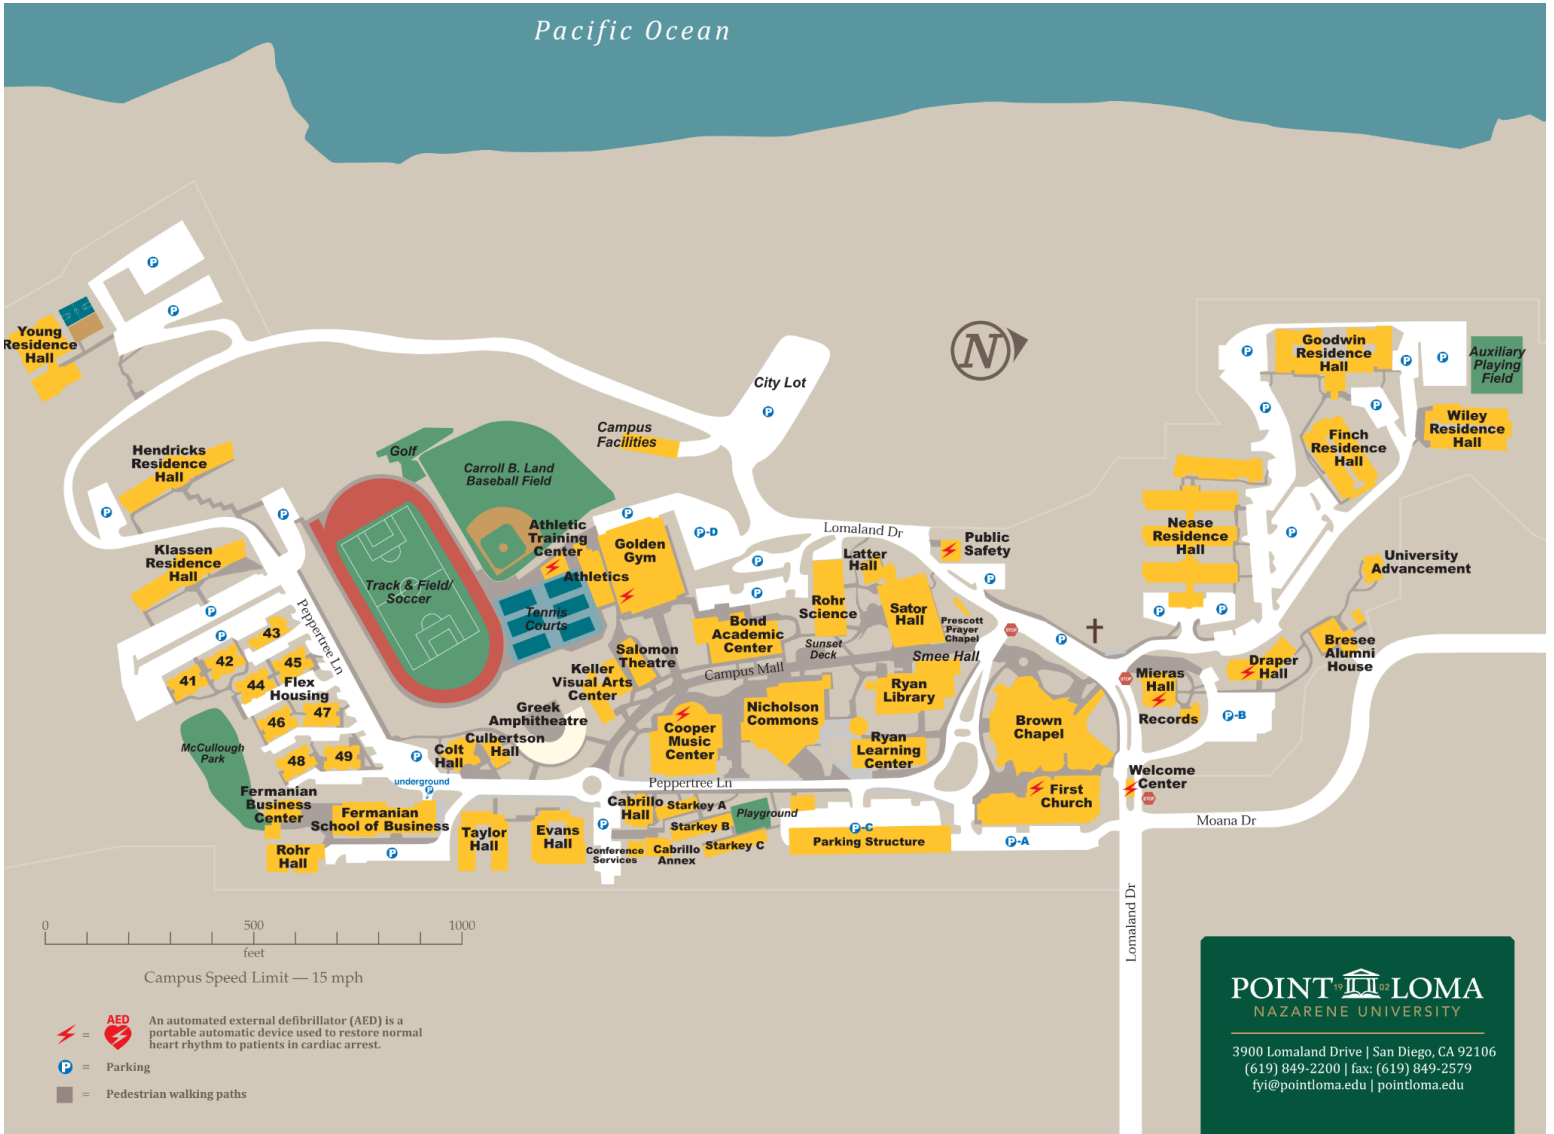 Pacific Ocean
P
P
Young
Residence
Hall
N
City Lot
P
Campus
Facilities
Golf
Carroll B. Land
Baseball Field
Hendricks
Residence
Hall
P
P
Klassen
Residence
Hall
P
P
Track & Field/
Soccer
Athletic
Training
Center
Athletics
Golden
Gym
P
P-D
P
P
Tennis
Courts
Lomaland Dr
Latter
Hall
Public
Safety
P
Rohr
Science
Sator
Hall
Prescott
Prayer
Chapel
STOP
P
Sunset
Deck
Smee Hall
Bond
Academic
Center
Salomon
Theatre
Campus Mall
Keller
Visual Arts
Center
Peppertree Ln
43
42
41
45
44
Flex
Housing
47
46
49
48
McCullough
Park
Greek
Amphitheatre
Culbertson
Hall
Colt
Hall
P
underground
P
Cooper
Music
Center
Nicholson
Commons
Ryan
Library
Ryan
Learning
Center
Brown
Chapel
First
Church
Peppertree Ln
Goodwin
Residence
Hall
P
P
P
P
P
Auxiliary
Playing
Field
Wiley
Residence
Hall
Finch
Residence
Hall
Nease
Residence
Hall
P
P
P
University
Advancement
Bresee
Alumni
House
Draper
Hall
STOP
Mieras
Hall
Records
P-B
Welcome
Center
STOP
Moana Dr
Lomaland Dr
Fermanian
Business
Center
Fermanian
School of Business
Rohr
Hall
P
Taylor
Hall
Evans
Hall
P
Cabrillo
Hall
Starkey A
Starkey B
Starkey C
Playground
Conference
Services
Cabrillo
Annex
P-C
Parking Structure
P-A
0 500 1000
feet
Campus Speed Limit — 15 mph
= AED An automated external defibrillator (AED) is a
portable automatic device used to restore normal
heart rhythm to patients in cardiac arrest.
P = Parking
= Pedestrian walking paths
POINT 19 02 LOMA
NAZARENE UNIVERSITY
3900 Lomaland Drive | San Diego, CA 92106
(619) 849-2200 | fax: (619) 849-2579
fyi@pointloma.edu | pointloma.edu